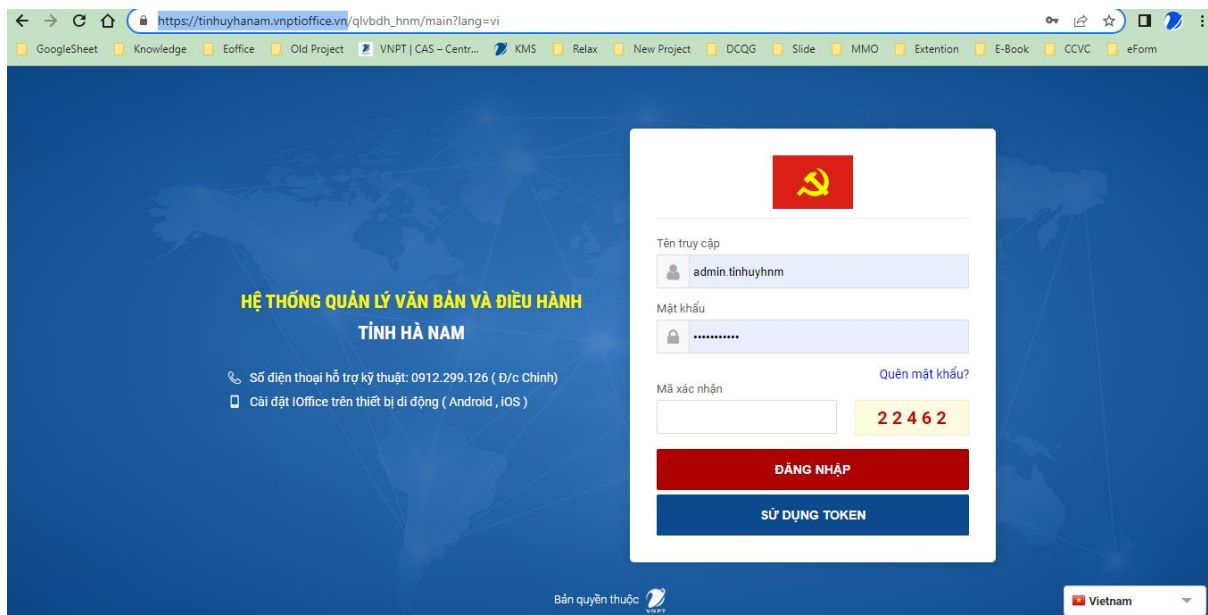 https://tinhuyhanam.vnptioffice.vn/qlvbdh_hnm/main?lang=vi
GoogleSheet Knowledge Eoffice Old Project VNPT | CAS – Centr... KMS Relax New Project DCQG Slide MMO Extention E-Book CCVC eForm
Tên truy cập
admin.tinhuyhnm
HỆ THỐNG QUẢN LÝ VĂN BẢN VÀ ĐIỀU HÀNH
TỈNH HÀ NAM
Số điện thoại hỗ trợ kỹ thuật: 0912.299.126 ( Đ/c Chinh)
Cài đặt IOffice trên thiết bị di động ( Android , iOS )
Mật khẩu
•••••••••••
Quên mật khẩu?
Mã xác nhận
22462
ĐĂNG NHẬP
SỬ DỤNG TOKEN
Bản quyền thuộc VNPT
Vietnam